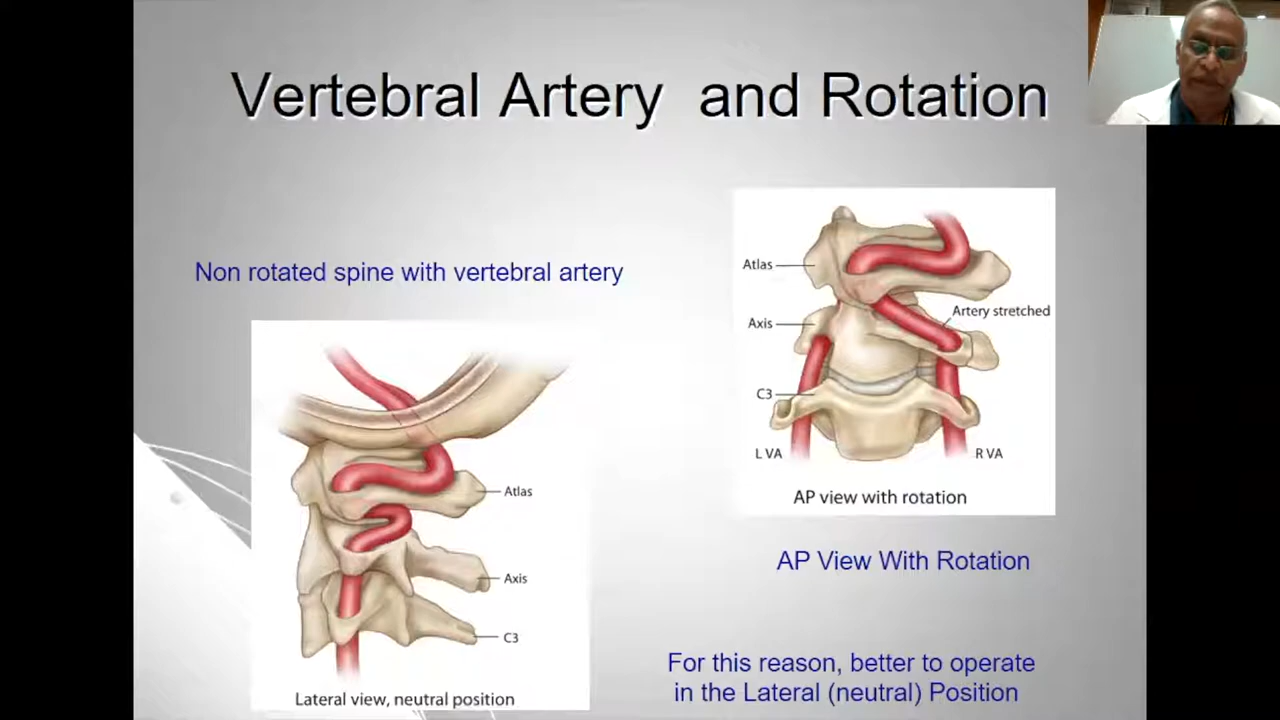 Vertebral Artery and Rotation
Non rotated spine with vertebral artery
Atlas
Axis
C3
Lateral view, neutral position
Atlas
Artery stretched
Axis
C3
L VA
R VA
AP view with rotation
AP View With Rotation
For this reason, better to operate
in the Lateral (neutral) Position